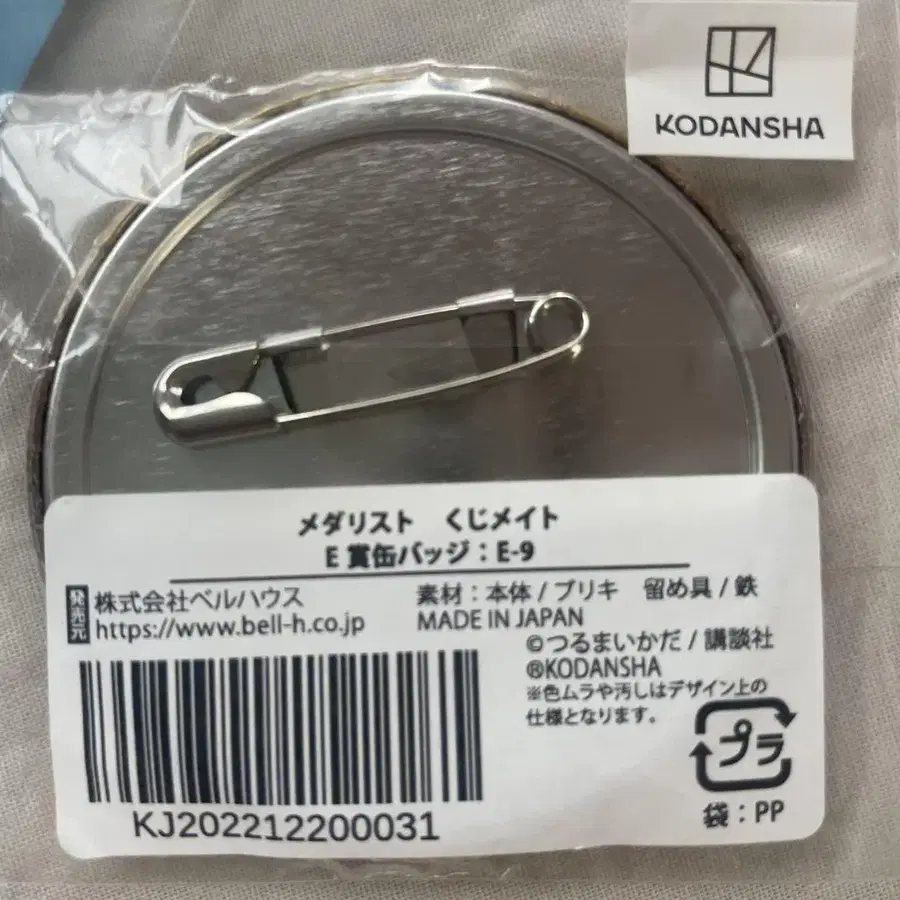 KODANSHA
メダリスト くじメイト
E 賞缶バッジ：E-9
発売元 株式会社ベルハウス
https://www.bell-h.co.jp
素材：本体 / ブリキ 留め具 / 鉄
MADE IN JAPAN
©つるまいかだ / 講談社
®KODANSHA
※色ムラや汚しはデザイン上の
仕様となります。
プラ
袋：PP
KJ202212200031